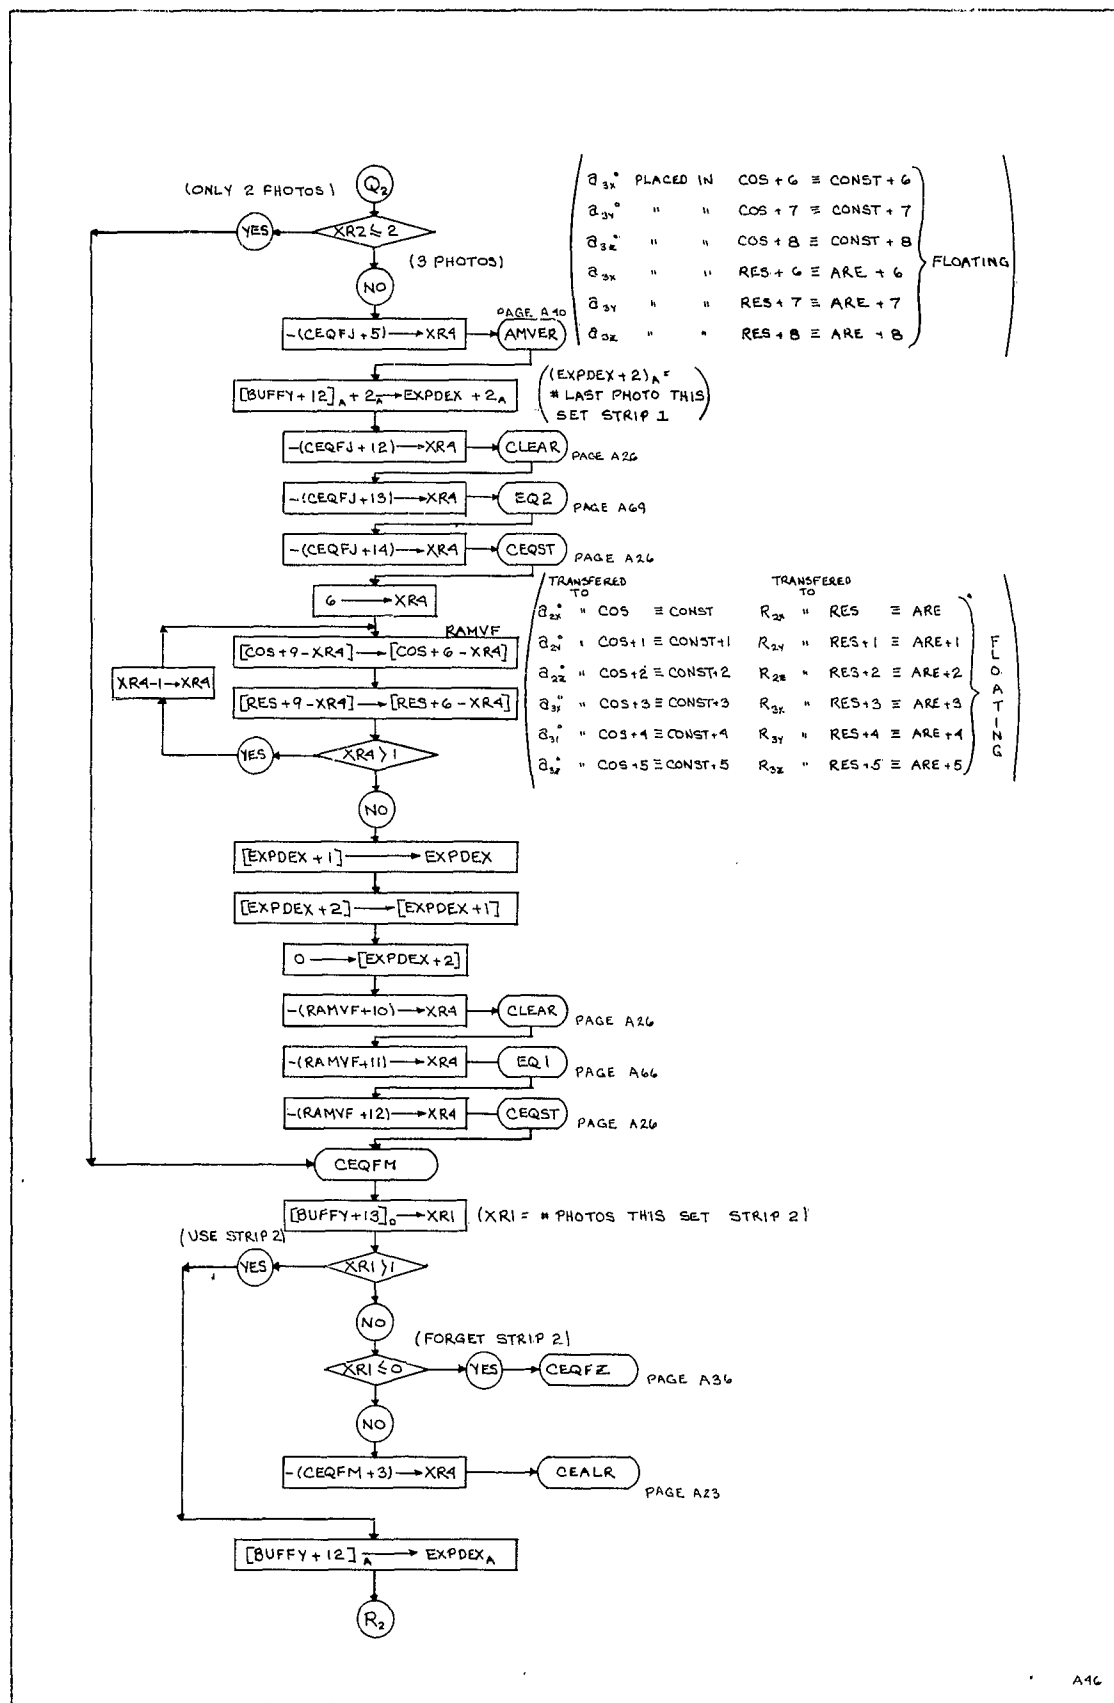 (ONLY 2 PHOTOS)
Q₂
YES
XR2 ≤ 2
(3 PHOTOS)
NO
a₃ₓ° PLACED IN COS + 6 ≡ CONST + 6
a₃ᵧ° " " COS + 7 ≡ CONST + 7
a₃z° " " COS + 8 ≡ CONST + 8
a₃ₓ " " RES + 6 ≡ ARE + 6
a₃ᵧ " " RES + 7 ≡ ARE + 7
a₃z " " RES + 8 ≡ ARE + 8
FLOATING
PAGE A40
-(CEQFJ + 5) → XR4
AMVER
[BUFFY + 12]A + 2A → EXPDEX + 2A
(EXPDEX + 2)A =
# LAST PHOTO THIS
SET STRIP 1
-(CEQFJ + 12) → XR4
CLEAR
PAGE A26
-(CEQFJ + 13) → XR4
EQ2
PAGE A69
-(CEQFJ + 14) → XR4
CEQST
PAGE A26
6 → XR4
RAMVF
[COS + 9 - XR4] → [COS + 6 - XR4]
XR4-1 → XR4
[RES + 9 - XR4] → [RES + 6 - XR4]
YES
XR4 > 1
NO
TRANSFERED TO TRANSFERED TO
a₂ₓ° " COS ≡ CONST R₂ₓ " RES ≡ ARE
a₂ᵧ° " COS+1 ≡ CONST+1 R₂ᵧ " RES+1 ≡ ARE+1
a₂z° " COS+2 ≡ CONST+2 R₂z " RES+2 ≡ ARE+2
a₃ₓ° " COS+3 ≡ CONST+3 R₃ₓ " RES+3 ≡ ARE+3
a₃ᵧ° " COS+4 ≡ CONST+4 R₃ᵧ " RES+4 ≡ ARE+4
a₃z° " COS+5 ≡ CONST+5 R₃z " RES+5 ≡ ARE+5
FLOATING
[EXPDEX + 1] → EXPDEX
[EXPDEX + 2] → [EXPDEX + 1]
0 → [EXPDEX + 2]
-(RAMVF+10) → XR4
CLEAR
PAGE A26
-(RAMVF+11) → XR4
EQ1
PAGE A66
-(RAMVF+12) → XR4
CEQST
PAGE A26
CEQFM
[BUFFY + 13]D → XR1
(XR1 = # PHOTOS THIS SET STRIP 2)
(USE STRIP 2)
YES
XR1 > 1
NO
(FORGET STRIP 2)
XR1 ≤ 0
YES
CEQFZ
PAGE A36
NO
-(CEQFM + 3) → XR4
CEALR
PAGE A23
[BUFFY + 12]A → EXPDEXA
R₂
A46